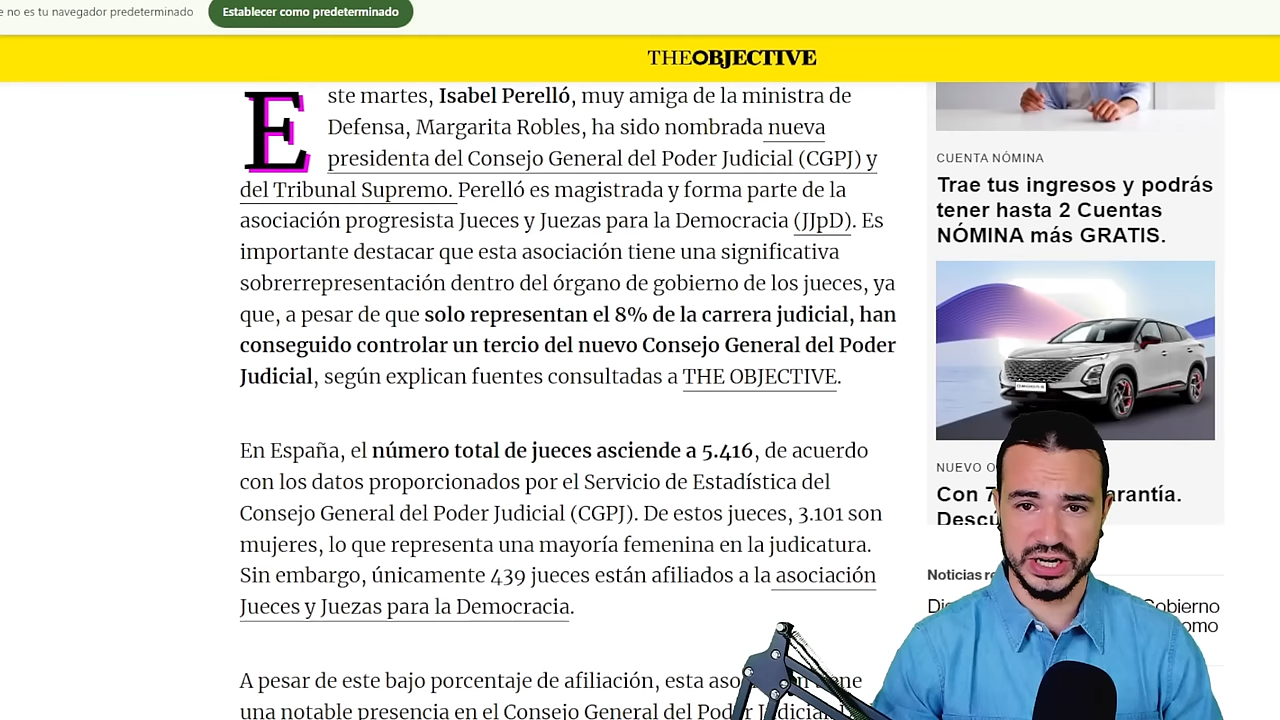 e no es tu navegador predeterminado
Establecer como predeterminado
THEOBJECTIVE
Este martes, Isabel Perelló, muy amiga de la ministra de
Defensa, Margarita Robles, ha sido nombrada nueva
presidenta del Consejo General del Poder Judicial (CGPJ) y
del Tribunal Supremo. Perelló es magistrada y forma parte de la
asociación progresista Jueces y Juezas para la Democracia (JJpD). Es
importante destacar que esta asociación tiene una significativa
sobrerrepresentación dentro del órgano de gobierno de los jueces, ya
que, a pesar de que solo representan el 8% de la carrera judicial, han
conseguido controlar un tercio del nuevo Consejo General del Poder
Judicial, según explican fuentes consultadas a THE OBJECTIVE.
En España, el número total de jueces asciende a 5.416, de acuerdo
con los datos proporcionados por el Servicio de Estadística del
Consejo General del Poder Judicial (CGPJ). De estos jueces, 3.101 son
mujeres, lo que representa una mayoría femenina en la judicatura.
Sin embargo, únicamente 439 jueces están afiliados a la asociación
Jueces y Juezas para la Democracia.
A pesar de este bajo porcentaje de afiliación, esta
una notable presencia en el Consejo General del
CUENTA NÓMINA
Trae tus ingresos y podrás
tener hasta 2 Cuentas
NÓMINA más GRATIS.
NUEVO
Con 7
Noticias